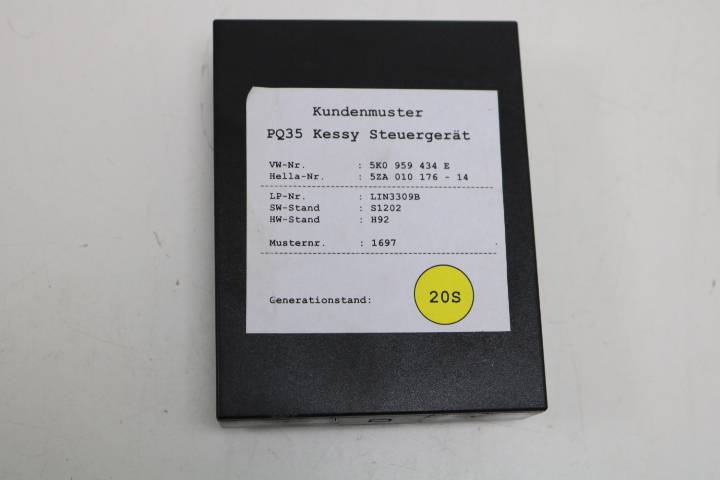 Kundenmuster
PQ35 Kessy Steuergerät
VW-Nr. : 5K0 959 434 E
Hella-Nr. : 5ZA 010 176 - 14
LP-Nr. : LIN3309B
SW-Stand : S1202
HW-Stand : H92
Musternr. : 1697
Generationstand: 20S